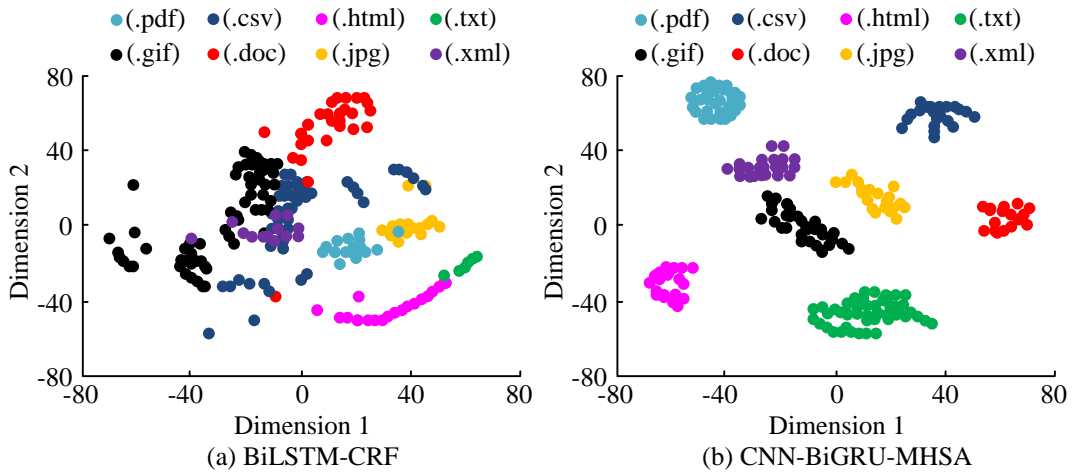 (.pdf) (.csv) (.html) (.txt)
(.gif) (.doc) (.jpg) (.xml)
80
40
0
-40
-80
Dimension 2
-80 -40 0 40 80
Dimension 1
(a) BiLSTM-CRF
(.pdf) (.csv) (.html) (.txt)
(.gif) (.doc) (.jpg) (.xml)
80
40
0
-40
-80
Dimension 2
-80 -40 0 40 80
Dimension 1
(b) CNN-BiGRU-MHSA